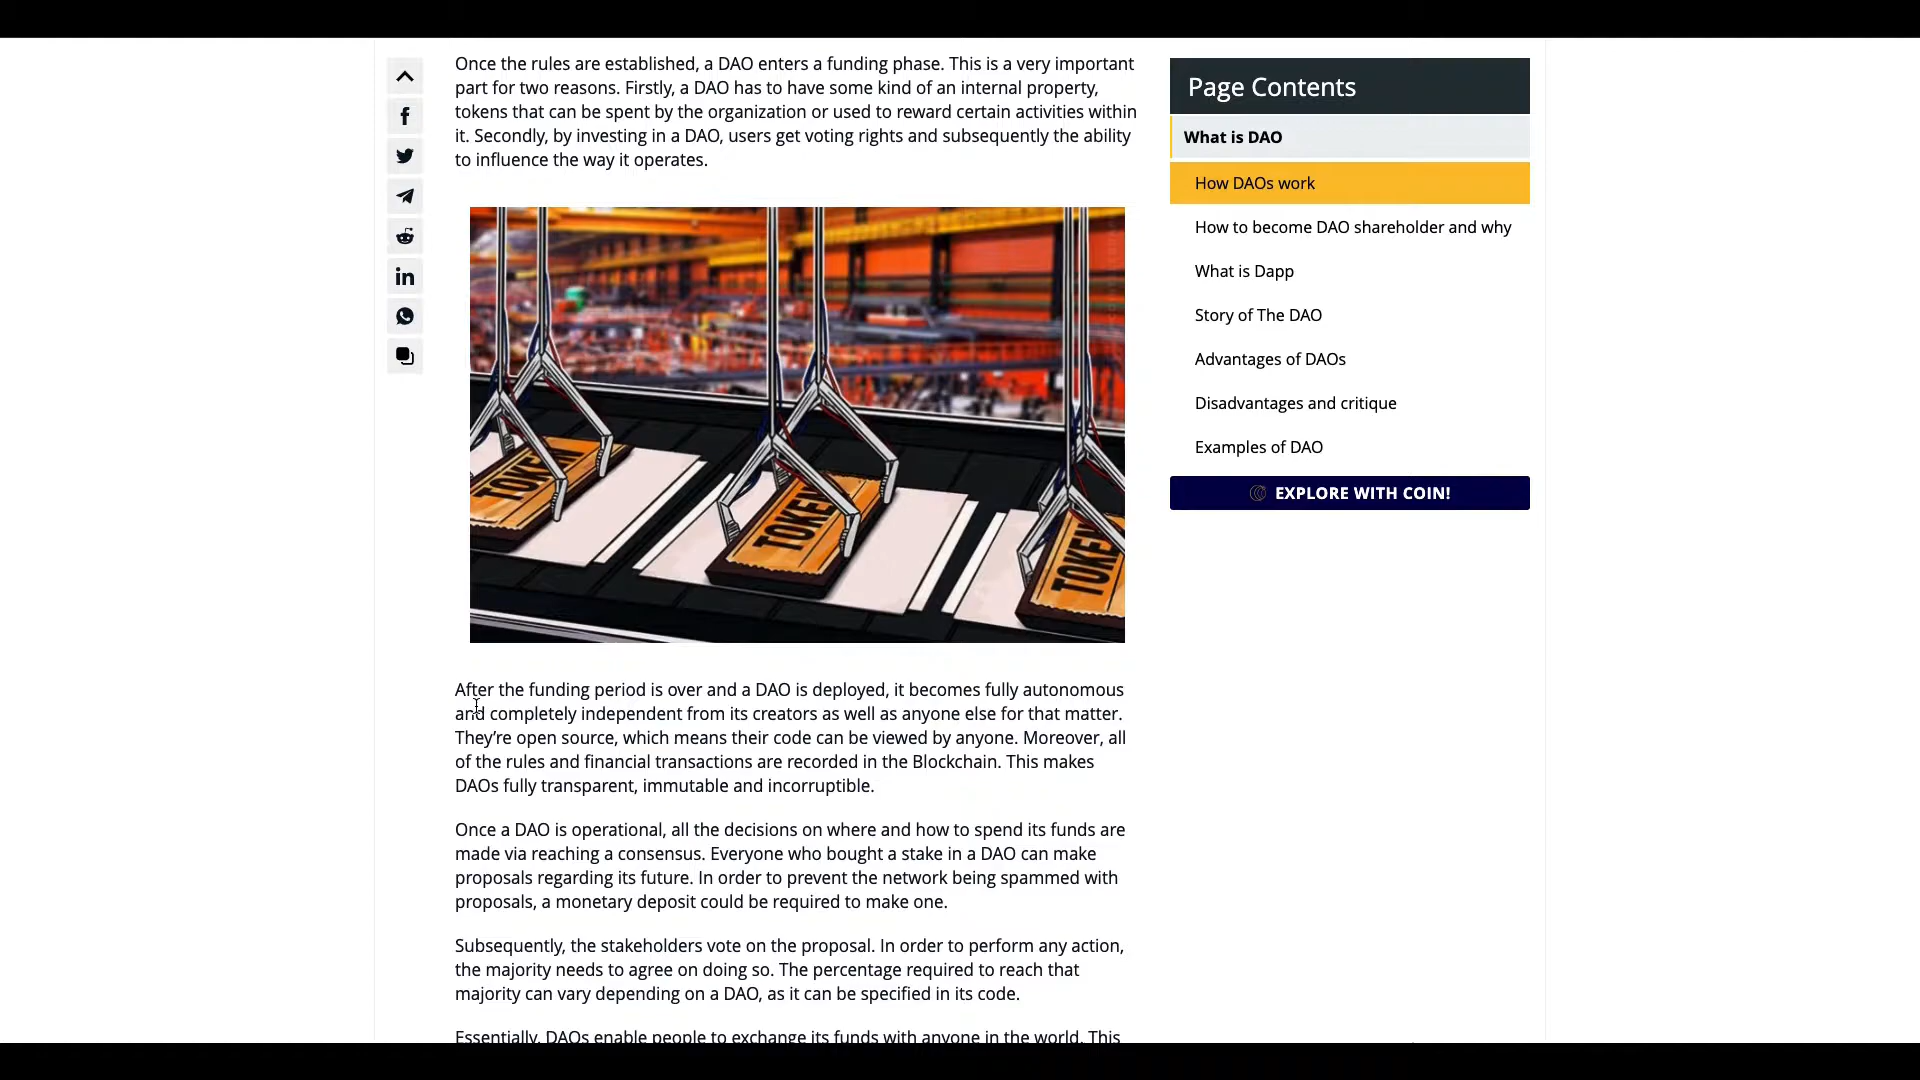 Once the rules are established, a DAO enters a funding phase. This is a very important
part for two reasons. Firstly, a DAO has to have some kind of an internal property,
tokens that can be spent by the organization or used to reward certain activities within
it. Secondly, by investing in a DAO, users get voting rights and subsequently the ability
to influence the way it operates.
TOKEN
TOKEN
TOKEN
After the funding period is over and a DAO is deployed, it becomes fully autonomous
and completely independent from its creators as well as anyone else for that matter.
They’re open source, which means their code can be viewed by anyone. Moreover, all
of the rules and financial transactions are recorded in the Blockchain. This makes
DAOs fully transparent, immutable and incorruptible.
Once a DAO is operational, all the decisions on where and how to spend its funds are
made via reaching a consensus. Everyone who bought a stake in a DAO can make
proposals regarding its future. In order to prevent the network being spammed with
proposals, a monetary deposit could be required to make one.
Subsequently, the stakeholders vote on the proposal. In order to perform any action,
the majority needs to agree on doing so. The percentage required to reach that
majority can vary depending on a DAO, as it can be specified in its code.
Essentially, DAOs enable people to exchange its funds with anyone in the world. This
Page Contents
What is DAO
How DAOs work
How to become DAO shareholder and why
What is Dapp
Story of The DAO
Advantages of DAOs
Disadvantages and critique
Examples of DAO
EXPLORE WITH COIN!